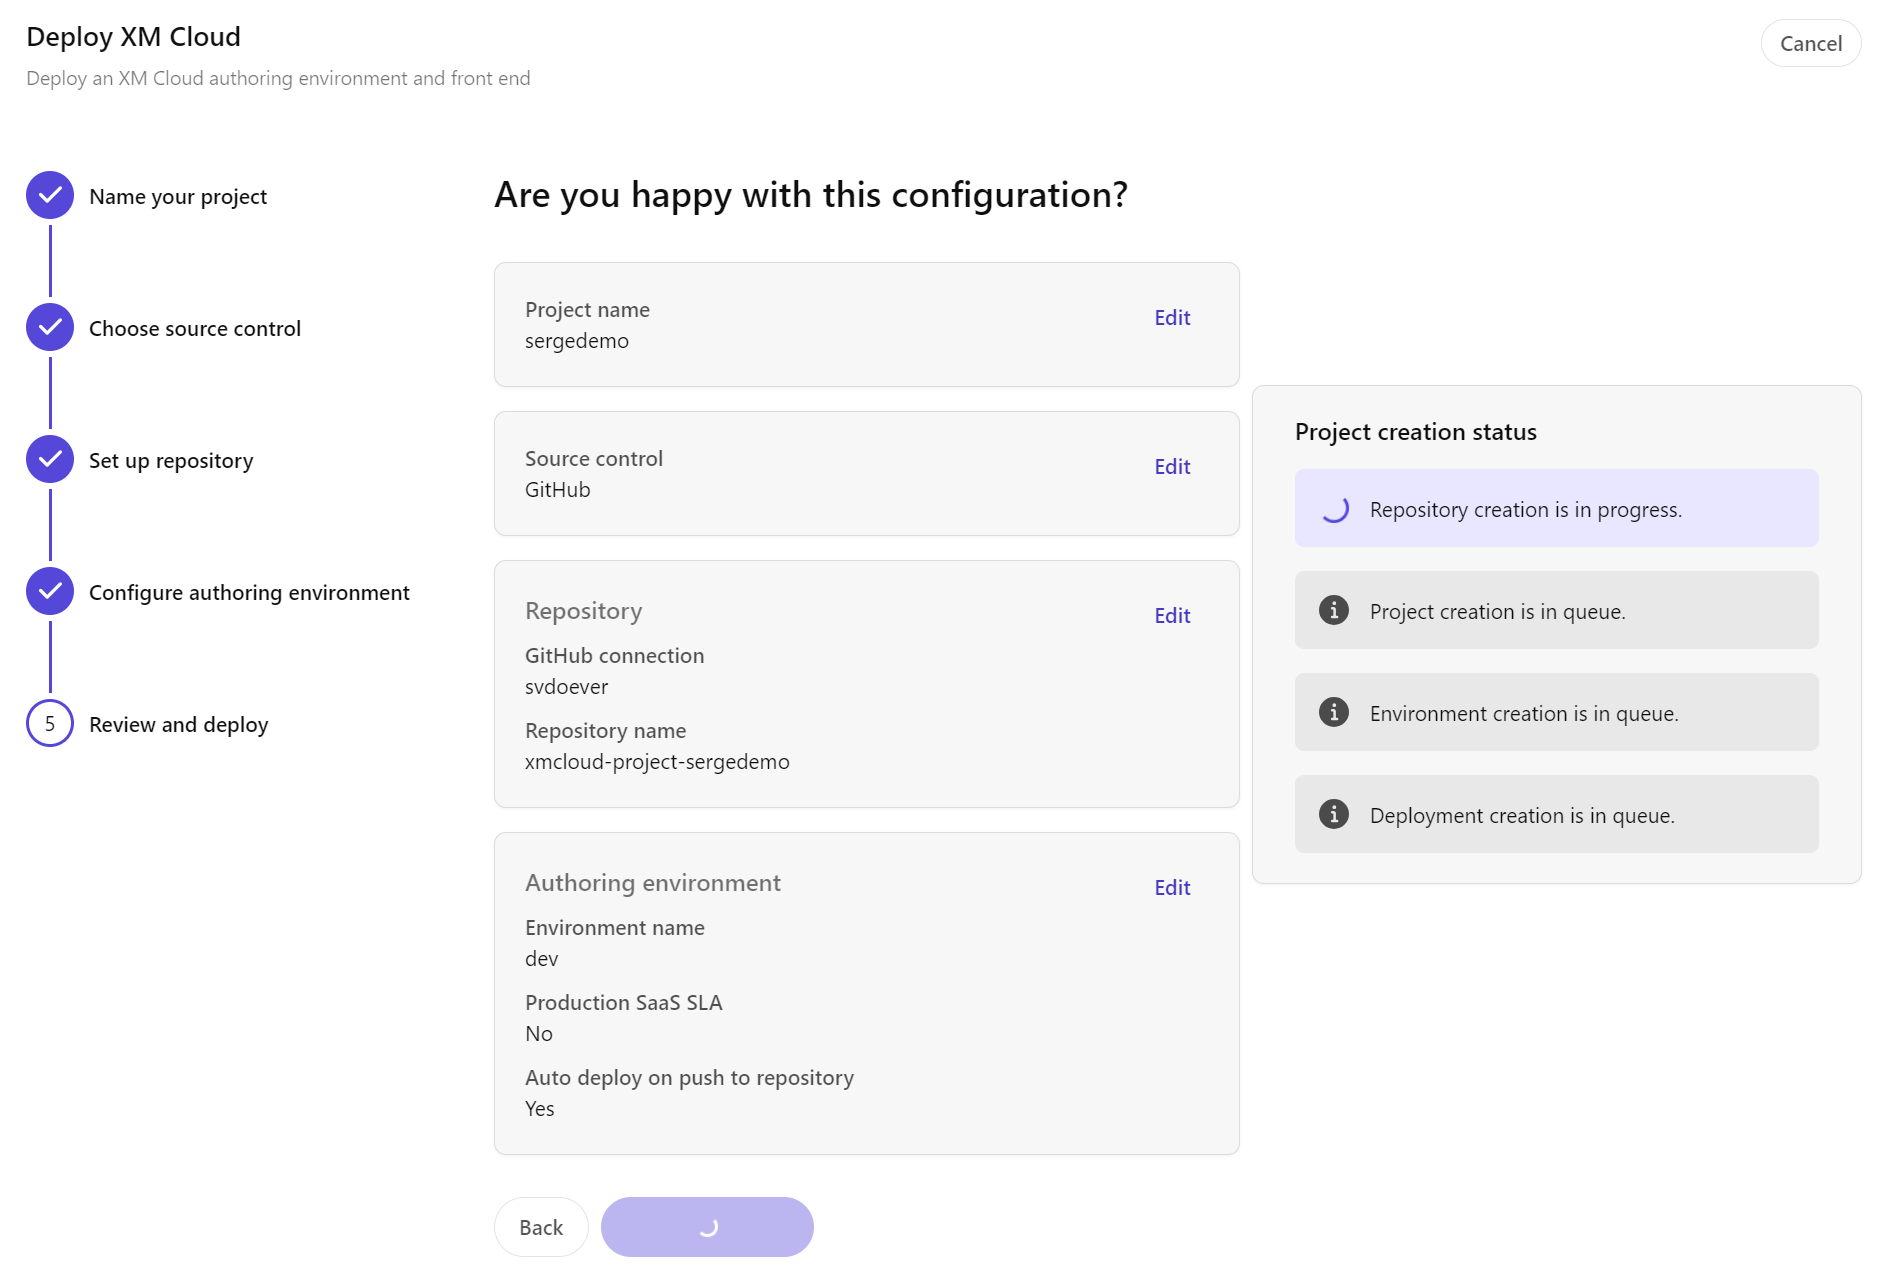 Deploy XM Cloud
Deploy an XM Cloud authoring environment and front end
Cancel
Name your project
Choose source control
Set up repository
Configure authoring environment
5
Review and deploy
Are you happy with this configuration?
Project name
sergedemo
Edit
Source control
GitHub
Edit
Repository
Edit
GitHub connection
svdoever
Repository name
xmcloud-project-sergedemo
Authoring environment
Edit
Environment name
dev
Production SaaS SLA
No
Auto deploy on push to repository
Yes
Back
Project creation status
Repository creation is in progress.
Project creation is in queue.
Environment creation is in queue.
Deployment creation is in queue.